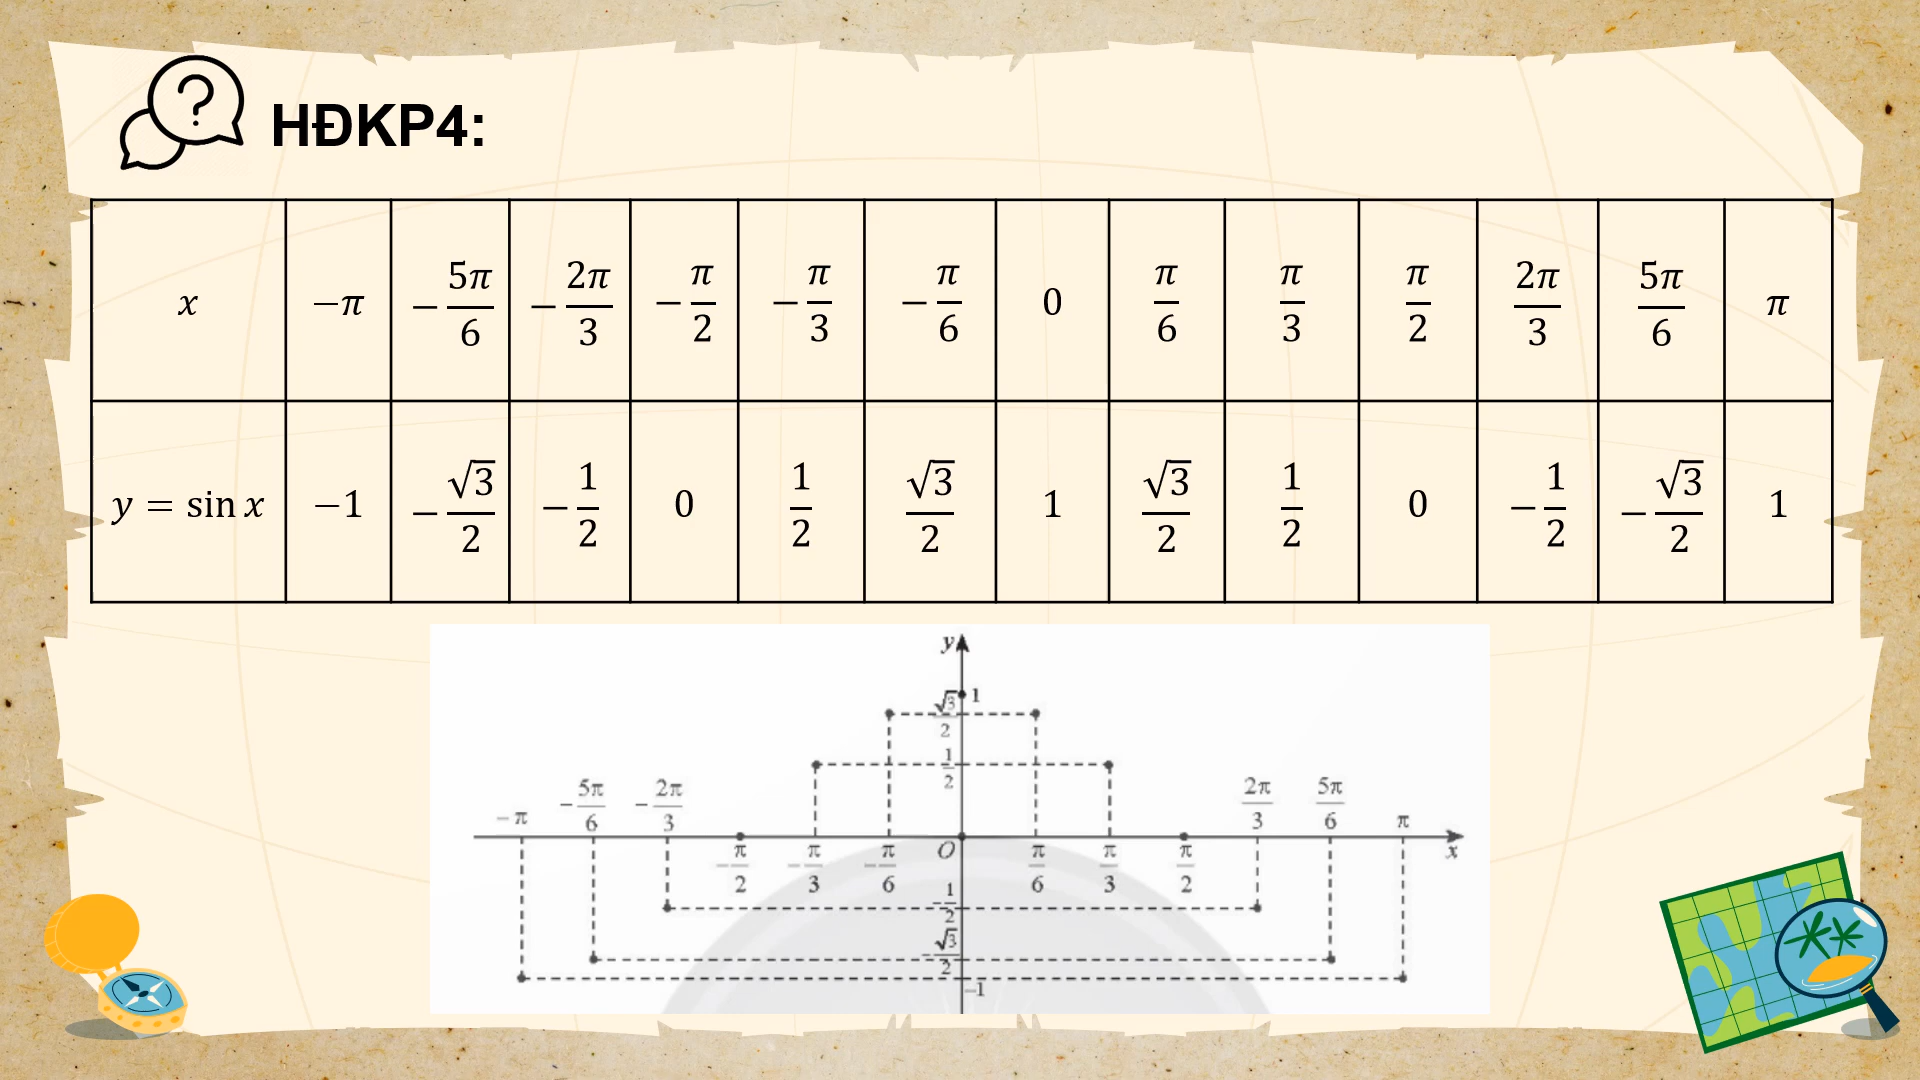 ?
HĐKP4:
x −π −5π/6 −2π/3 −π/2 −π/3 −π/6 0 π/6 π/3 π/2 2π/3 5π/6 π
y = sin x −1 −√3/2 −1/2 0 1/2 √3/2 1 √3/2 1/2 0 −1/2 −√3/2 1
y
√3/2 1
1/2
−π −5π/6 −2π/3 2π/3 5π/6 π
−π/2 −π/3 −π/6 O π/6 π/3 π/2 x
−1/2
−√3/2
−1